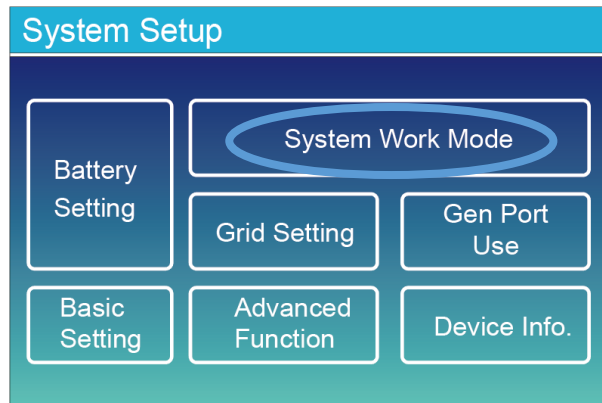 System Setup
System Work Mode
Battery
Setting
Grid Setting
Gen Port
Use
Basic
Setting
Advanced
Function
Device Info.